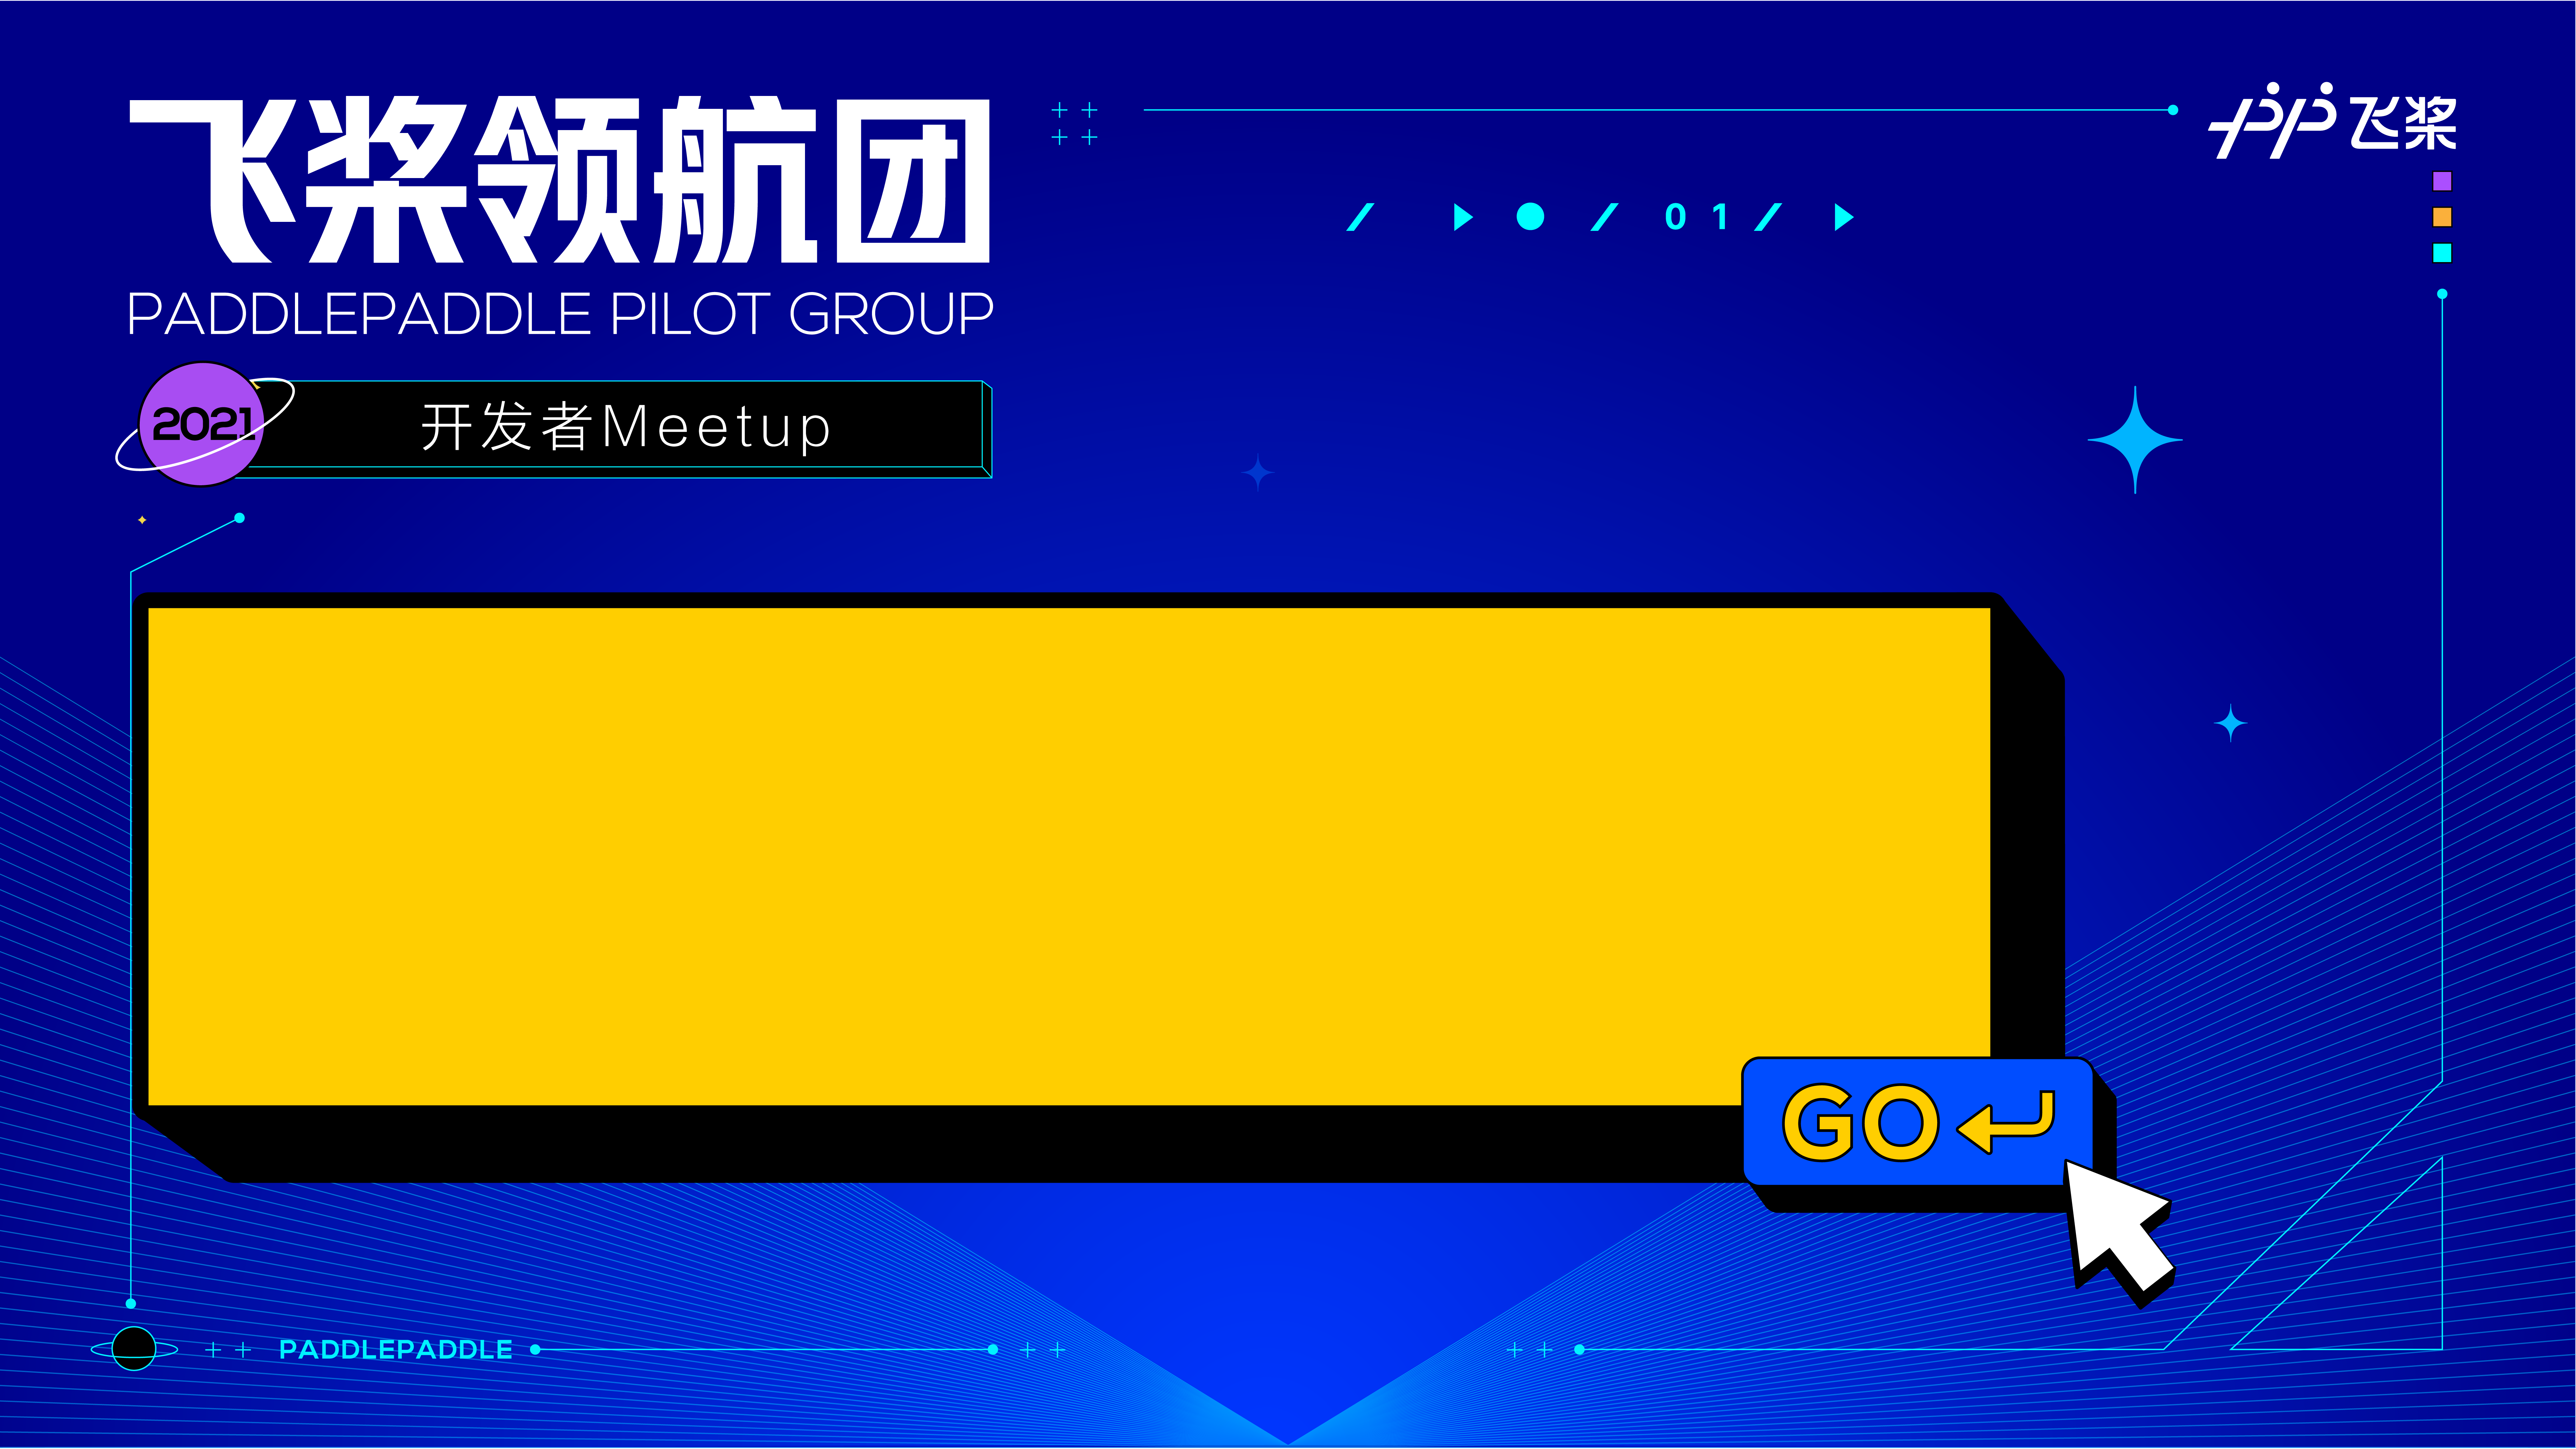 飞桨领航团
飞桨
01
PADDLEPADDLE PILOT GROUP
2021
开发者Meetup
GO
PADDLEPADDLE